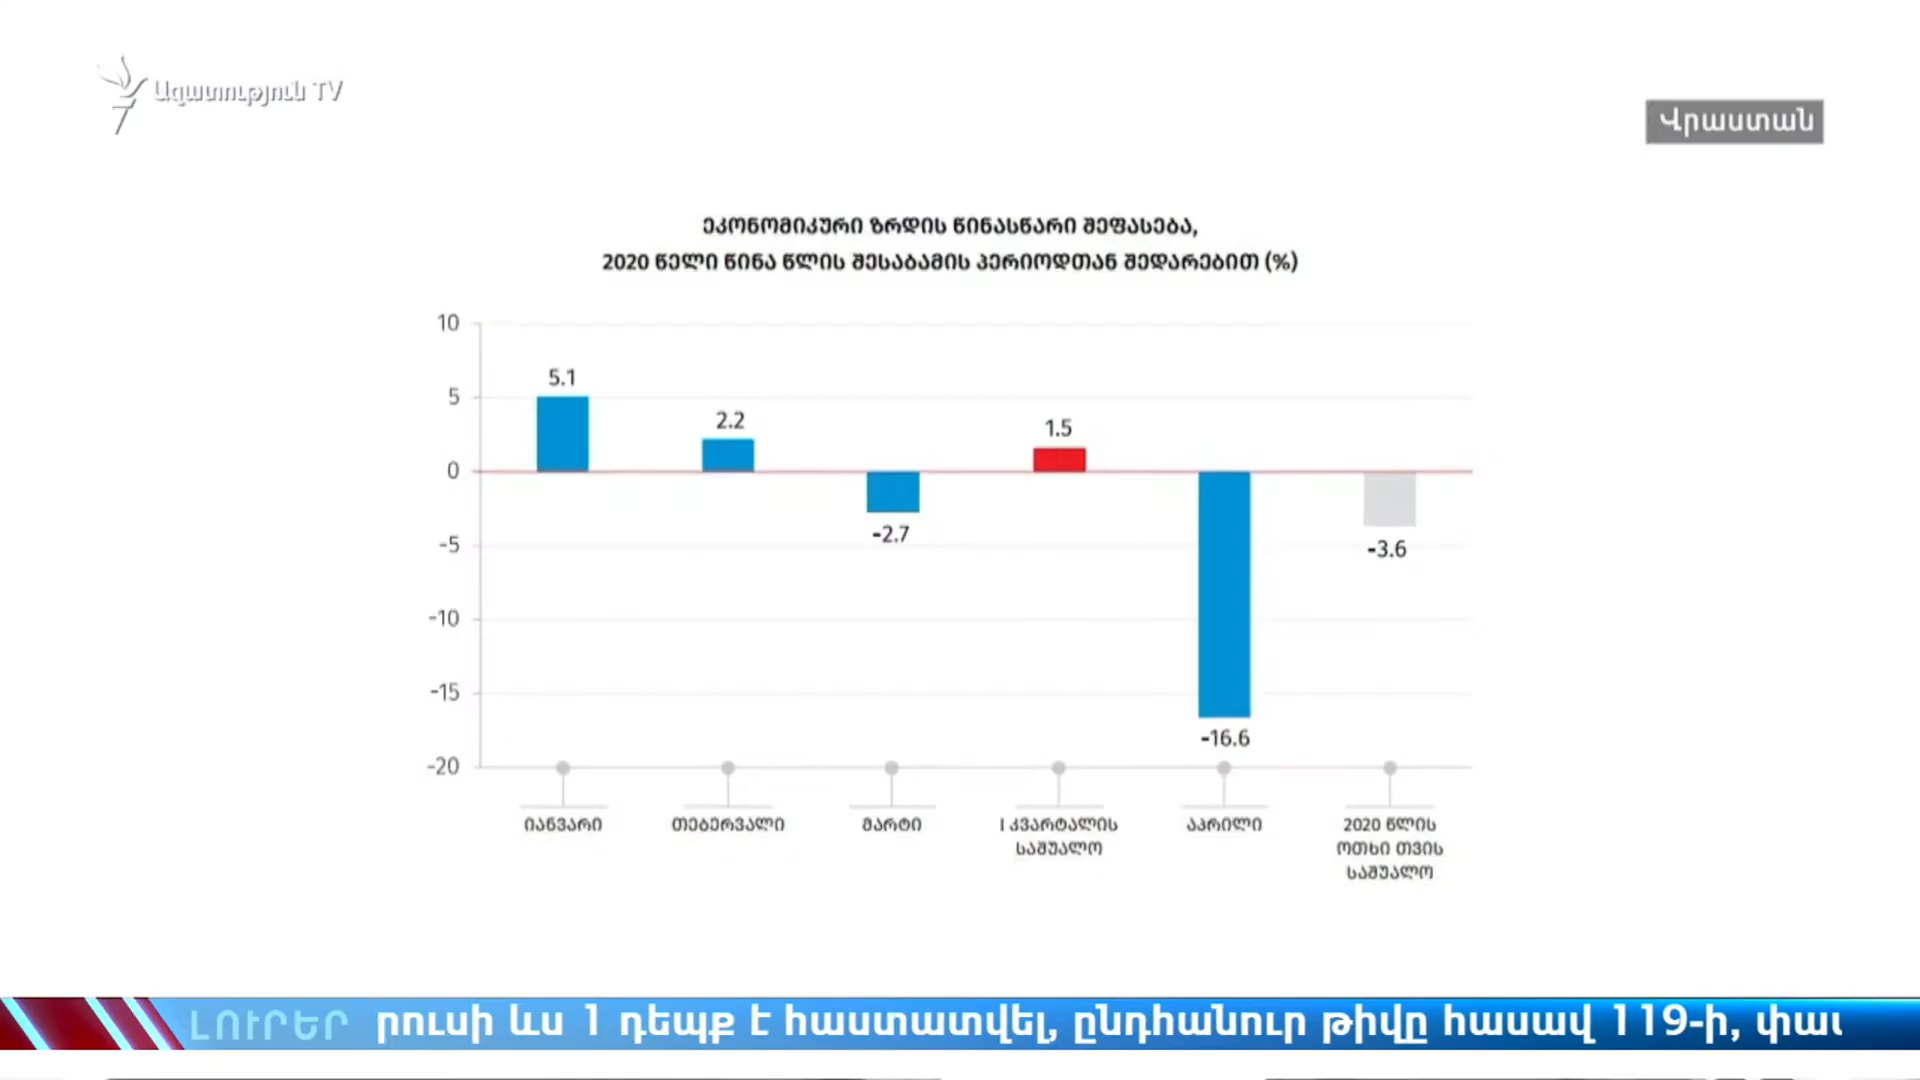 Ազատություն TV
Վրաստան
ეკონომიკური ზრდის წინასწარი შეფასება,
2020 წელი წინა წლის შესაბამის პერიოდთან შედარებით (%)
10
5
0
-5
-10
-15
-20
5.1
2.2
-2.7
1.5
-16.6
-3.6
იანვარი
თებერვალი
მარტი
I კვარტალის
საშუალო
აპრილი
2020 წლის
ოთხი თვის
საშუალო
ԼՈՒՐԵՐ րուսի ևս 1 դեպք է հաստատվել, ընդհանուր թիվը հասավ 119-ի, փա